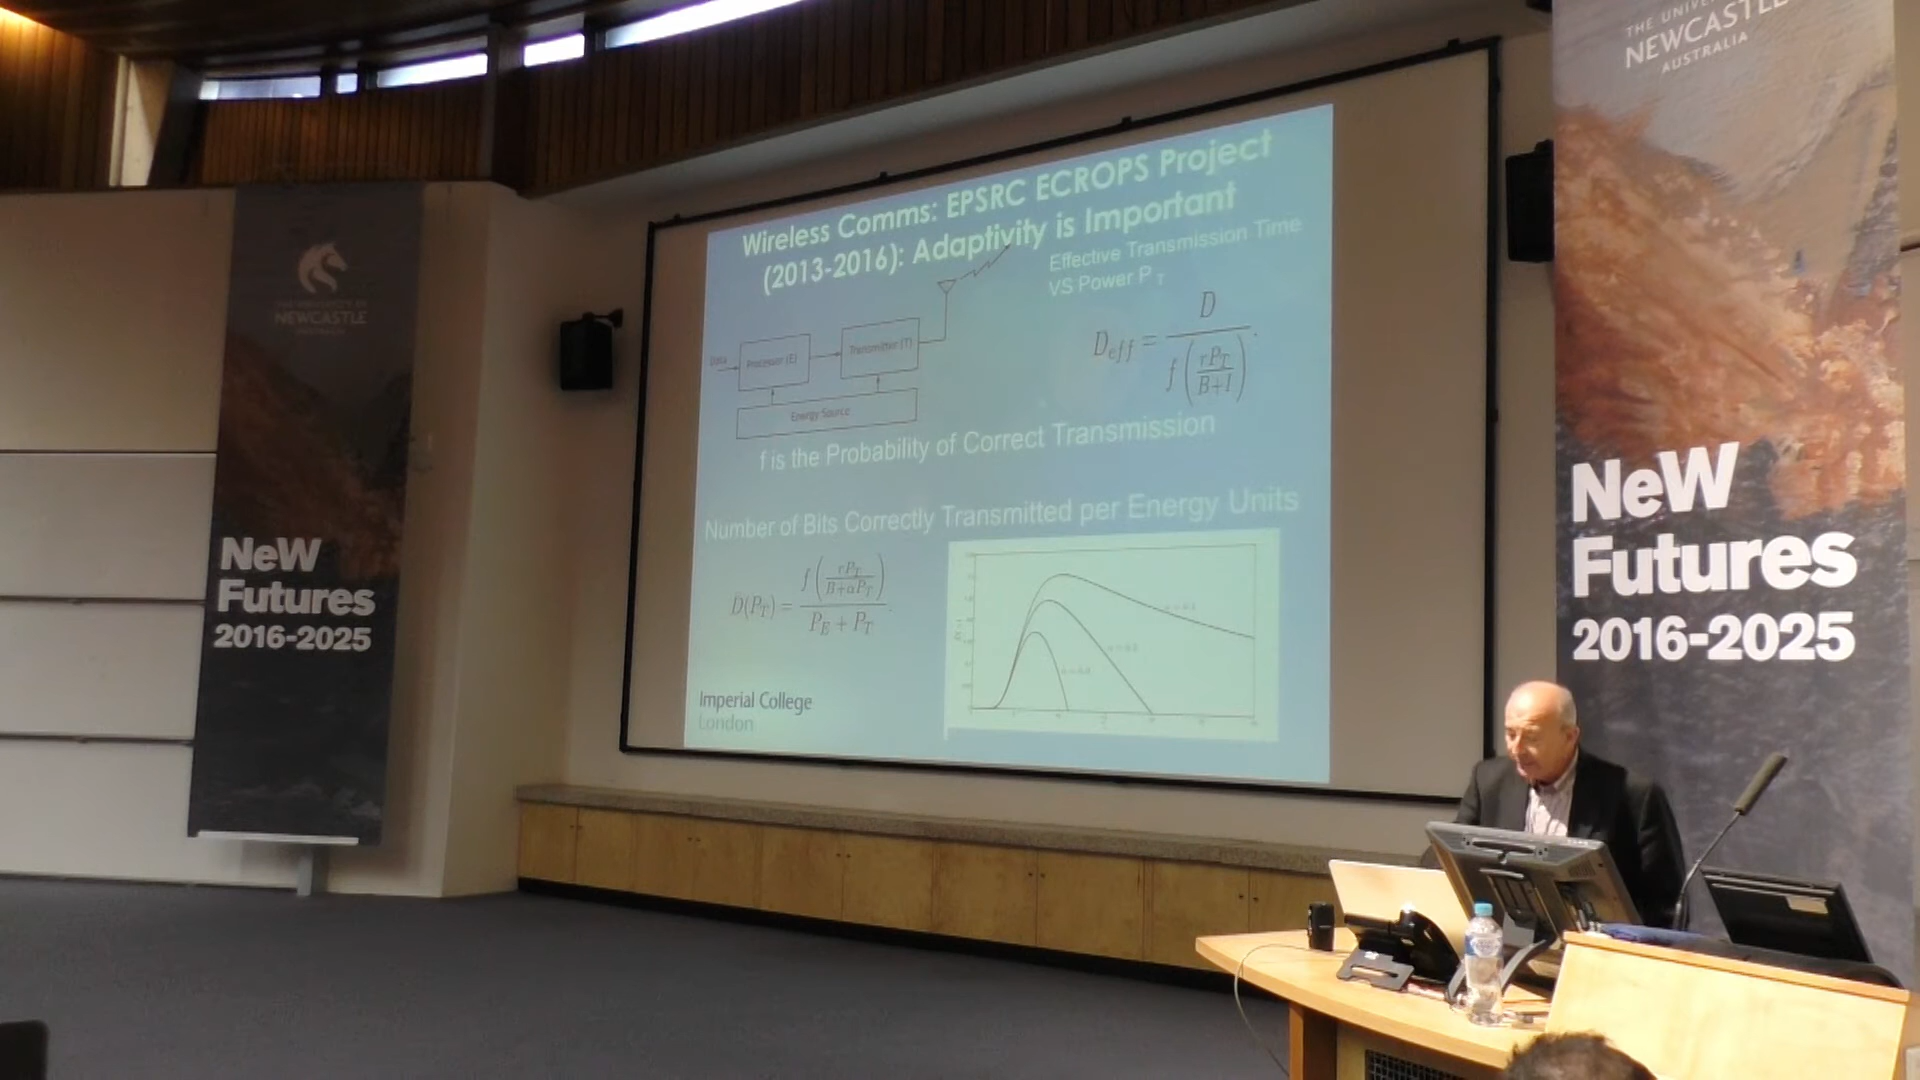 THE UNIVERSITY OF
NEWCASTLE
NeW
Futures
2016-2025
Wireless Comms: EPSRC ECROPS Project
(2013-2016): Adaptivity is Important
Effective Transmission Time
VS Power P T
Data
Processor (E)
Transmitter (T)
Energy Source
D_eff = D / f(rP_T / B+I).
f is the Probability of Correct Transmission
Number of Bits Correctly Transmitted per Energy Units
D(P_T) = f(rP_T / B+αP_T) / P_E + P_T.
Imperial College
London
THE UNIVER
NEWCASTLE
AUSTRALIA
NeW
Futures
2016-2025